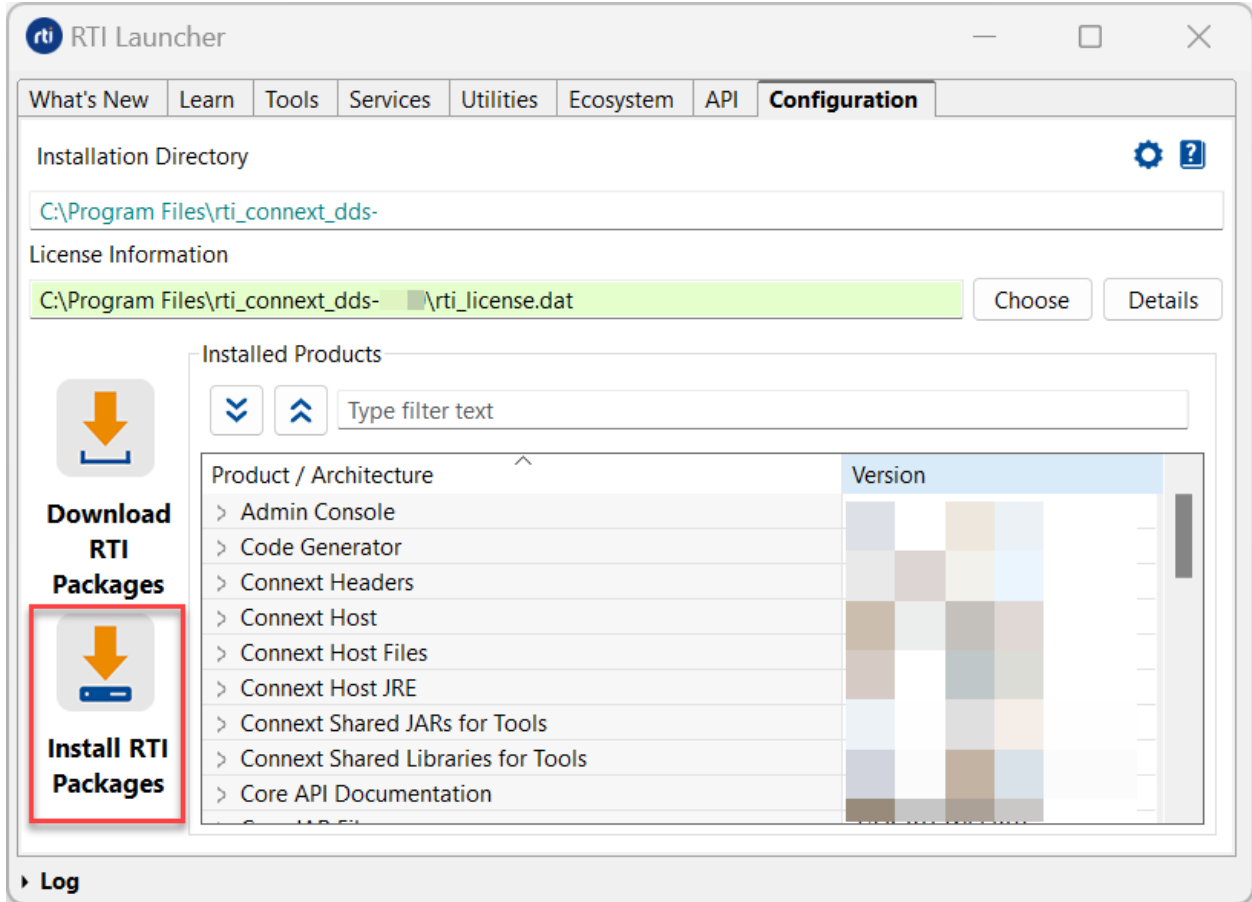 rti RTI Launcher
What's New Learn Tools Services Utilities Ecosystem API Configuration
Installation Directory
?
C:\Program Files\rti_connext_dds-
License Information
C:\Program Files\rti_connext_dds- \rti_license.dat
Choose Details
Installed Products
Type filter text
Product / Architecture Version
Download
RTI
Packages
Install RTI
Packages
Admin Console
Code Generator
Connext Headers
Connext Host
Connext Host Files
Connext Host JRE
Connext Shared JARs for Tools
Connext Shared Libraries for Tools
Core API Documentation
Log